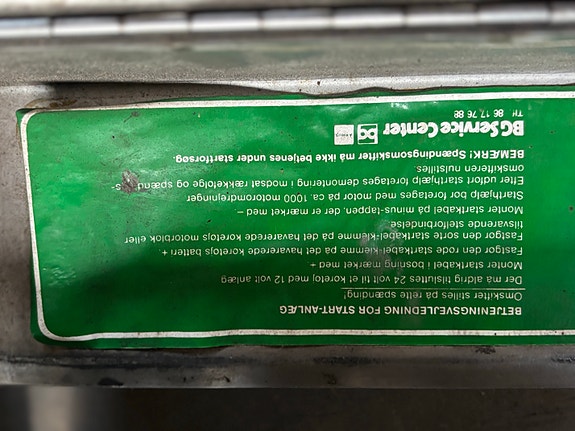 BETJENINGSVEJLEDNING FOR START-ANLÆG
Omskifter stilles på rette spænding!
Der må aldrig tilsluttes 24 volt til et køretøj med 12 volt anlæg
Monter startkabel i bøsning mærket med +
Fastgør startkabel den røde klemme på det havarerede køretøjs batteri +
Fastgør den sorte startkabel-klemme på det havarerede køretøjs motorblok eller
tilsvarende stelforbindelse
Monter startkabel på minus-tappen, der er mærket med –
Starthjælp bør foretages med motor på ca. 1000 motoromdrejninger
Efter udført starthjælp foretages demontering i modsat rækkefølge og spændings-
omskifteren nulstilles
BEMÆRK! Spændingsomskifter må ikke betjenes under startforsøg.
BG Service Center
Tlf. 86 17 76 88